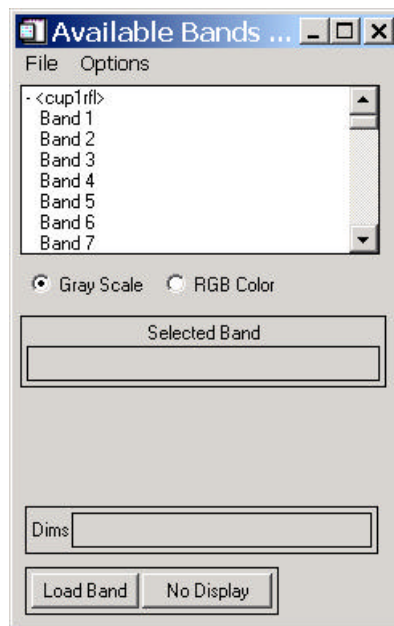 Available Bands ...
File Options
- <cup1rfl>
Band 1
Band 2
Band 3
Band 4
Band 5
Band 6
Band 7
Gray Scale RGB Color
Selected Band
Dims
Load Band No Display